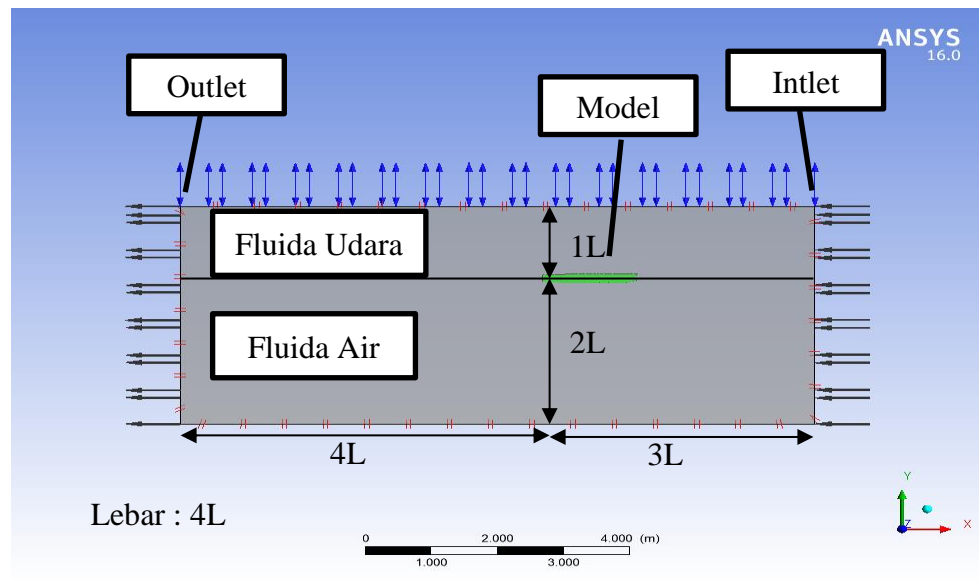 ANSYS
16.0
Outlet
Model
Intlet
Fluida Udara
1L
Fluida Air
2L
4L
3L
Lebar : 4L
Y
Z
X
0
2.000
4.000 (m)
1.000
3.000